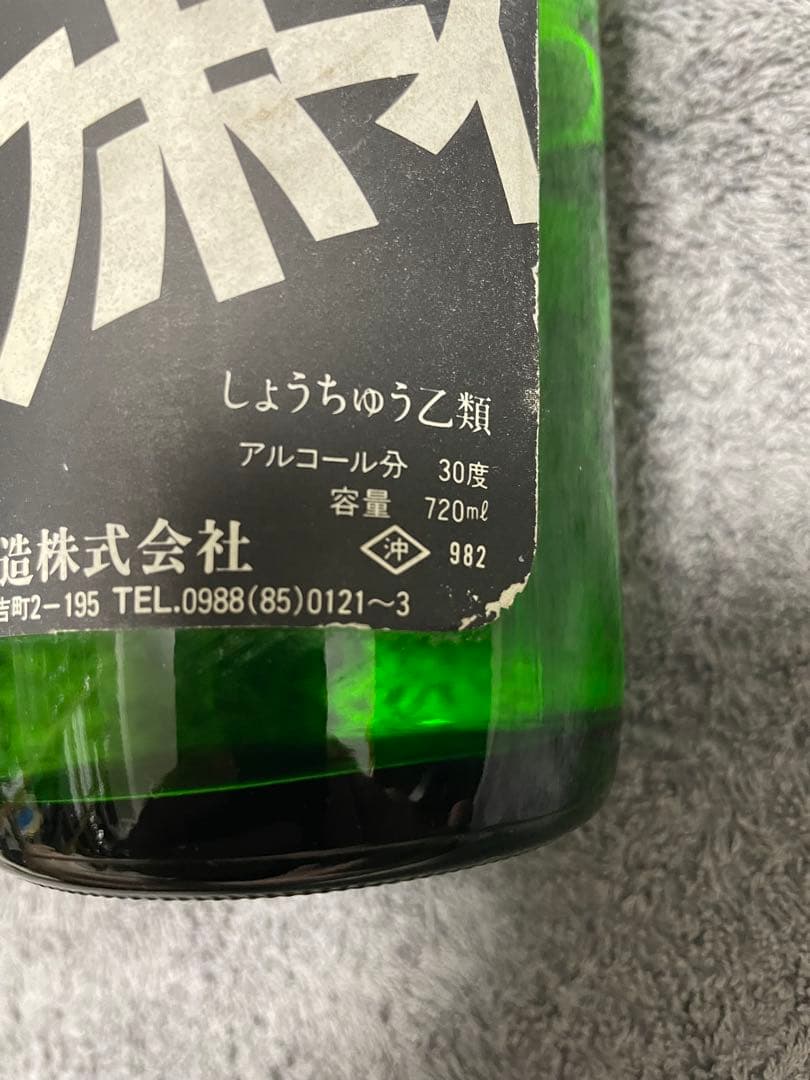 しょうちゅう乙類
アルコール分 30度
容量 720ml
沖 982
造株式会社
町2-195 TEL.0988(85)0121~3